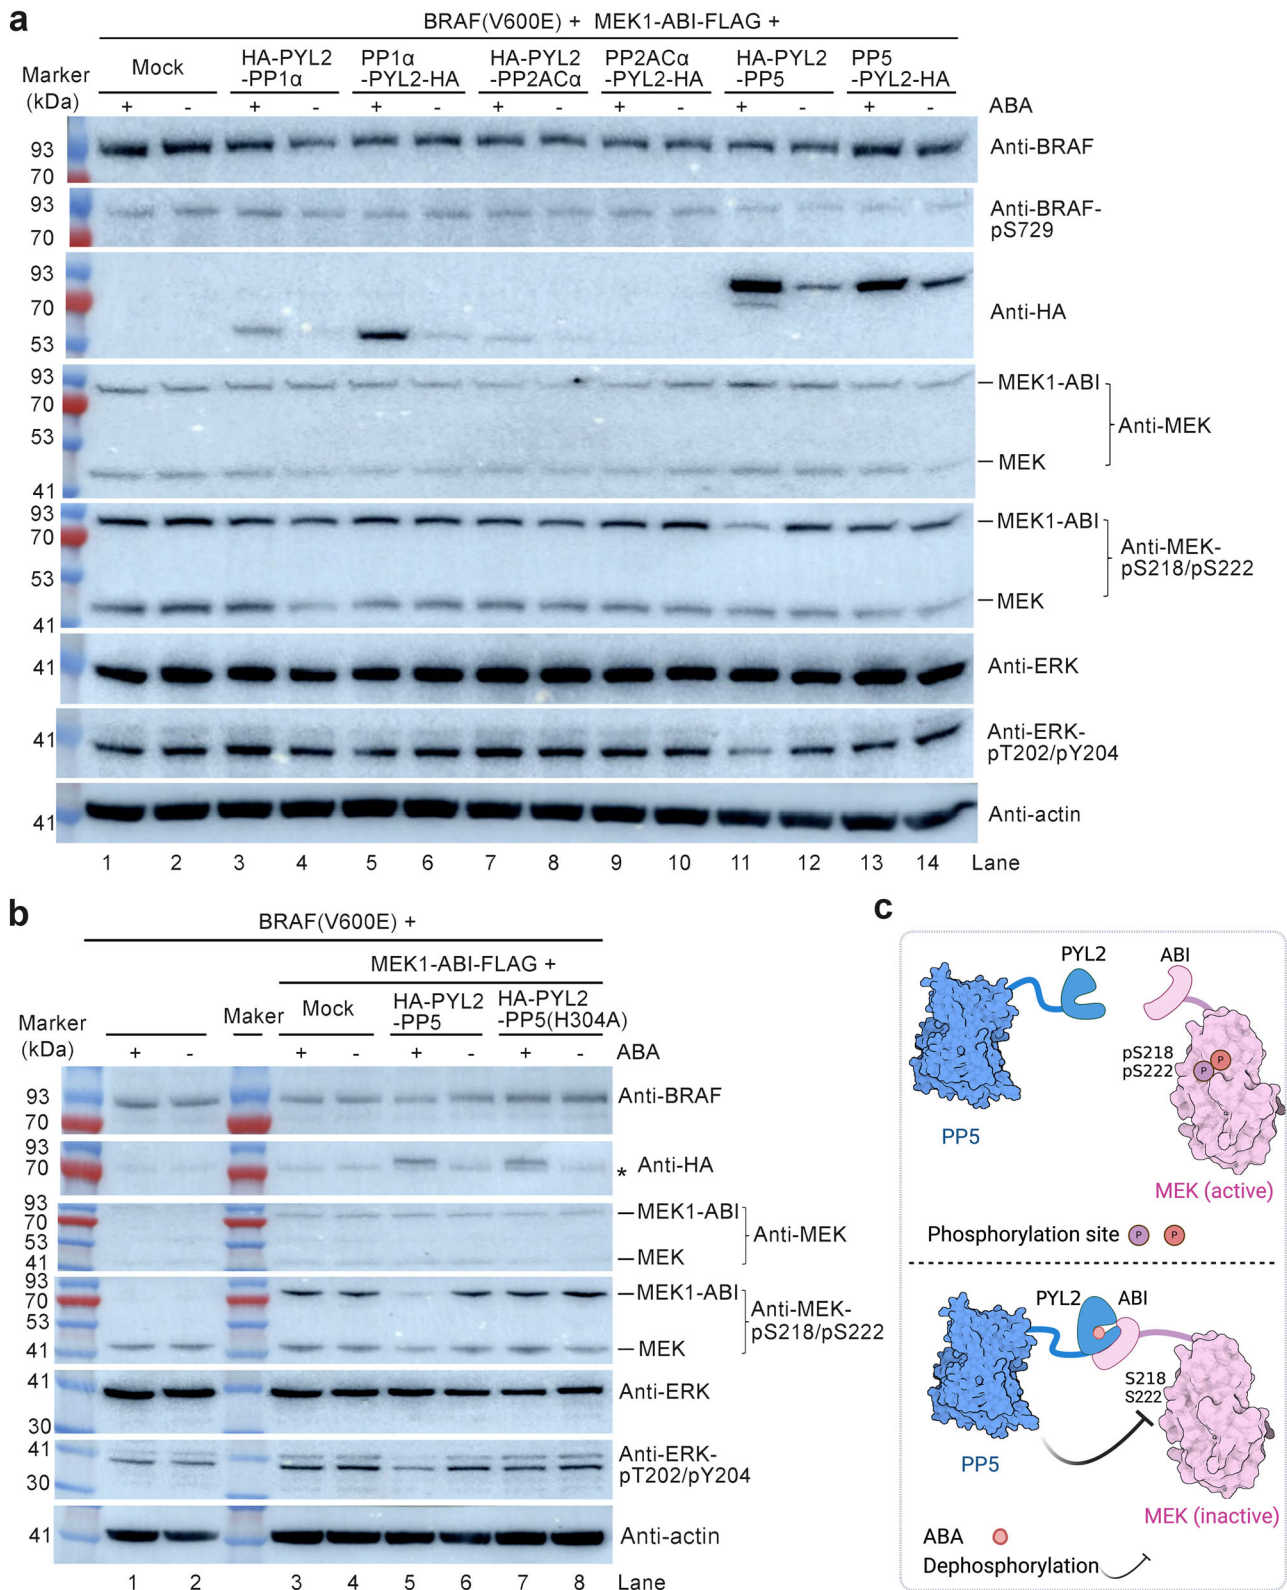 a
BRAF(V600E) + MEK1-ABI-FLAG +
Marker
(kDa)
Mock
HA-PYL2
-PP1α
PP1α
-PYL2-HA
HA-PYL2
-PP2ACα
PP2ACα
-PYL2-HA
HA-PYL2
-PP5
PP5
-PYL2-HA
+ - + - + - + - + - + - + - ABA
93
70
Anti-BRAF
93
70
Anti-BRAF-
pS729
93
70
53
Anti-HA
93
70
53
41
MEK1-ABI
MEK
Anti-MEK
93
70
53
41
MEK1-ABI
MEK
Anti-MEK-
pS218/pS222
41
Anti-ERK
41
Anti-ERK-
pT202/pY204
41
Anti-actin
1 2 3 4 5 6 7 8 9 10 11 12 13 14 Lane
b
BRAF(V600E) +
MEK1-ABI-FLAG +
Marker
(kDa)
Maker
Mock
HA-PYL2
-PP5
HA-PYL2
-PP5(H304A)
+ - + - + - + - ABA
93
70
Anti-BRAF
93
70
* Anti-HA
93
70
53
41
MEK1-ABI
MEK
Anti-MEK
93
70
53
41
MEK1-ABI
MEK
Anti-MEK-
pS218/pS222
41
30
Anti-ERK
41
30
Anti-ERK-
pT202/pY204
41
Anti-actin
1 2 3 4 5 6 7 8 Lane
c
PYL2 ABI
pS218
pS222
P P
PP5
MEK (active)
Phosphorylation site P P
PYL2 ABI
S218
S222
PP5
MEK (inactive)
ABA
Dephosphorylation